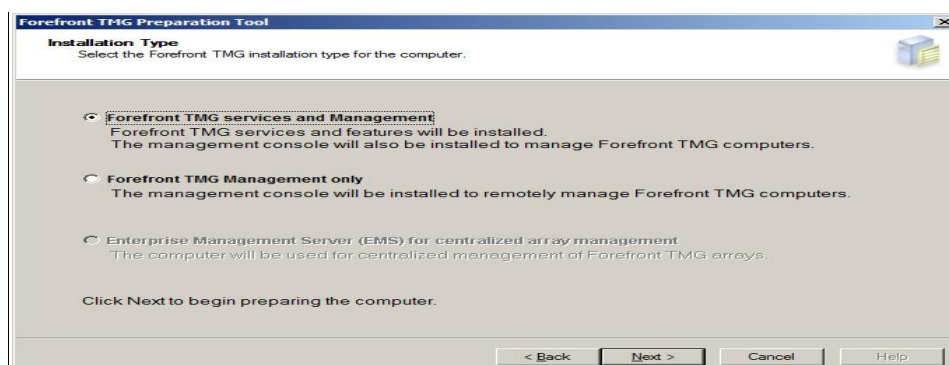 Forefront TMG Preparation Tool
Installation Type
Select the Forefront TMG installation type for the computer.
Forefront TMG services and Management
Forefront TMG services and features will be installed.
The management console will also be installed to manage Forefront TMG computers.
Forefront TMG Management only
The management console will be installed to remotely manage Forefront TMG computers.
Enterprise Management Server (EMS) for centralized array management
The computer will be used for centralized management of Forefront TMG arrays.
Click Next to begin preparing the computer.
< Back Next > Cancel Help